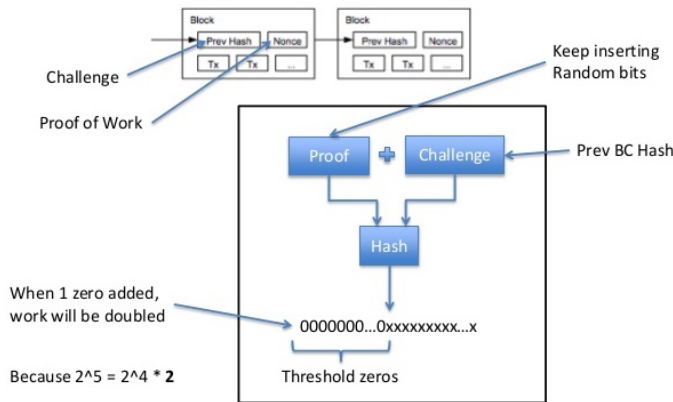 Block
Prev Hash
Nonce
Tx
Tx
...
Block
Prev Hash
Nonce
Tx
Tx
...
Challenge
Proof of Work
Keep inserting
Random bits
Proof
+
Challenge
Prev BC Hash
Hash
When 1 zero added,
work will be doubled
0000000...0xxxxxxxxx...x
Because 2^5 = 2^4 * 2
Threshold zeros